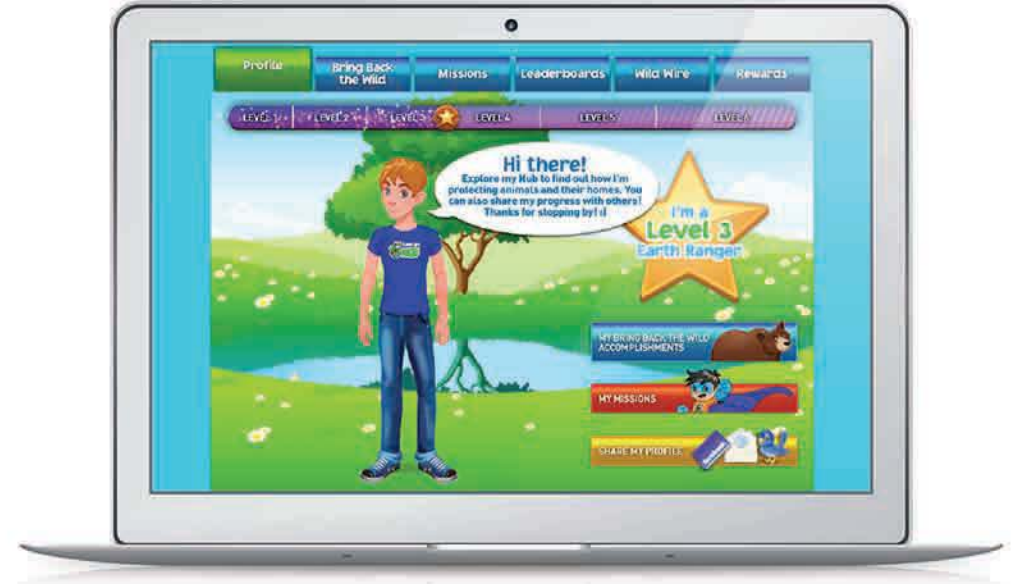 Profile
Bring Back
the Wild
Missions
Leaderboards
Wild Wire
Rewards
LEVEL 1
LEVEL 2
LEVEL 3
LEVEL 4
LEVEL 5
LEVEL 6
Hi there!
Explore my Hub to find out how I'm
protecting animals and their homes. You
can also share my progress with others!
Thanks for stopping by! :)
I'm a
Level 3
Earth Ranger
MY BRING BACK THE WILD
ACCOMPLISHMENTS
MY MISSIONS
SHARE MY PROFILE